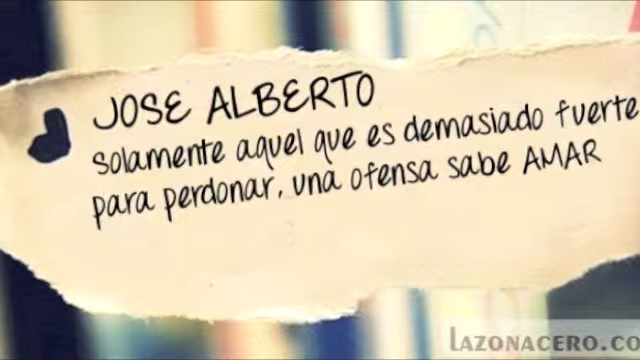 JOSE ALBERTO
solamente aquel que es demasiado fuerte
para perdonar, una ofensa sabe AMAR
LAZONACERO.CO